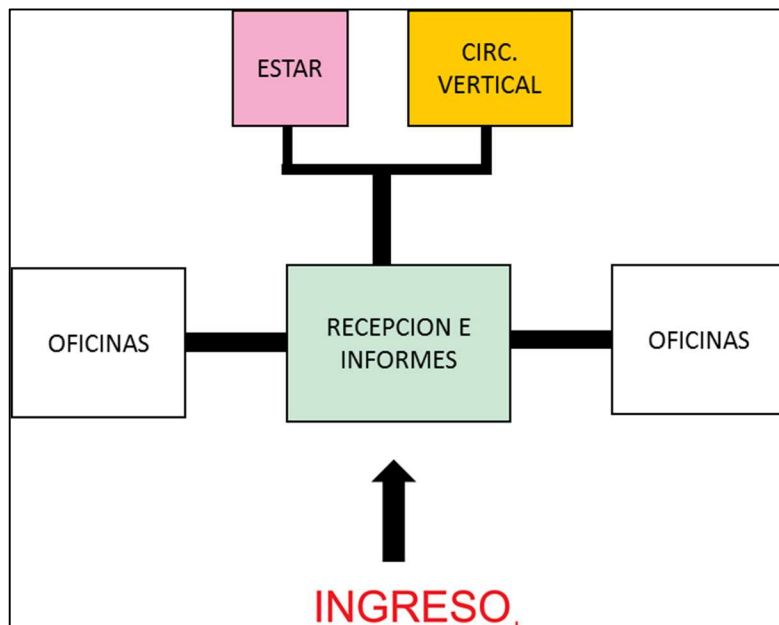 ESTAR
CIRC.
VERTICAL
OFICINAS
RECEPCION E
INFORMES
OFICINAS
INGRESO